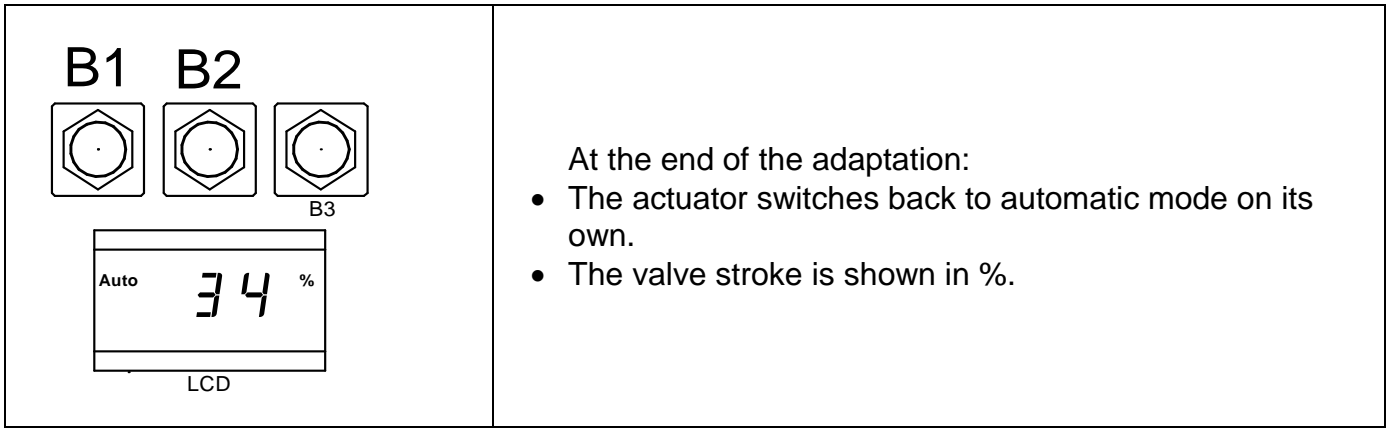 B1 B2
B3
Auto 34 %
LCD
At the end of the adaptation:
• The actuator switches back to automatic mode on its
own.
• The valve stroke is shown in %.